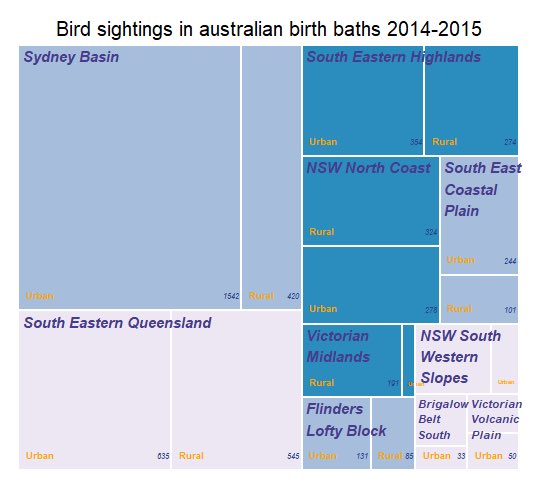 Bird sightings in australian birth baths 2014-2015
Sydney Basin
Urban 1542
Rural 420
South Eastern Queensland
Urban 635
Rural 545
South Eastern Highlands
Urban 354
Rural 274
NSW North Coast
Rural 324
Urban 278
South East
Coastal
Plain
Urban 244
Rural 101
Victorian
Midlands
Rural 191
Urban
NSW South
Western
Slopes
Urban
Flinders
Lofty Block
Urban 131
Rural 85
Brigalow
Belt
South
Urban 33
Victorian
Volcanic
Plain
Urban 50